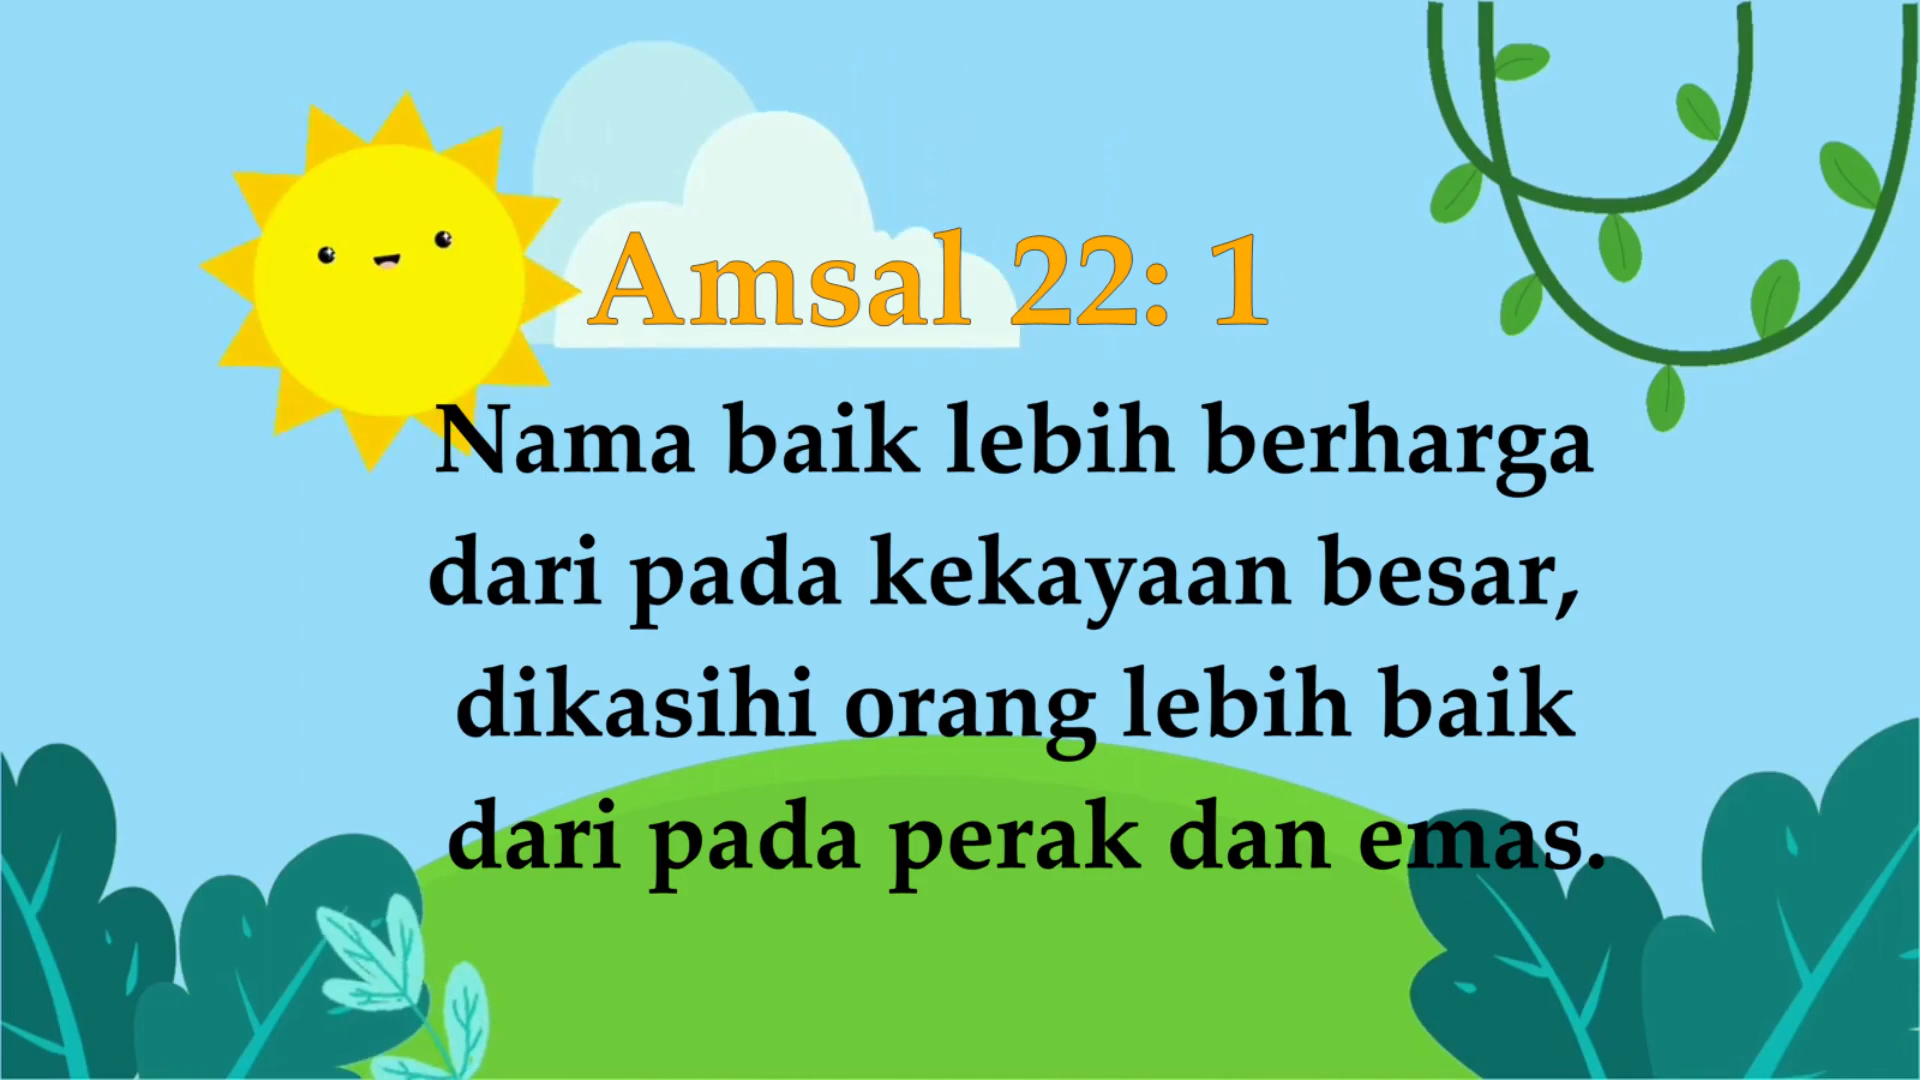 Amsal 22: 1
Nama baik lebih berharga
dari pada kekayaan besar,
dikasihi orang lebih baik
dari pada perak dan emas.